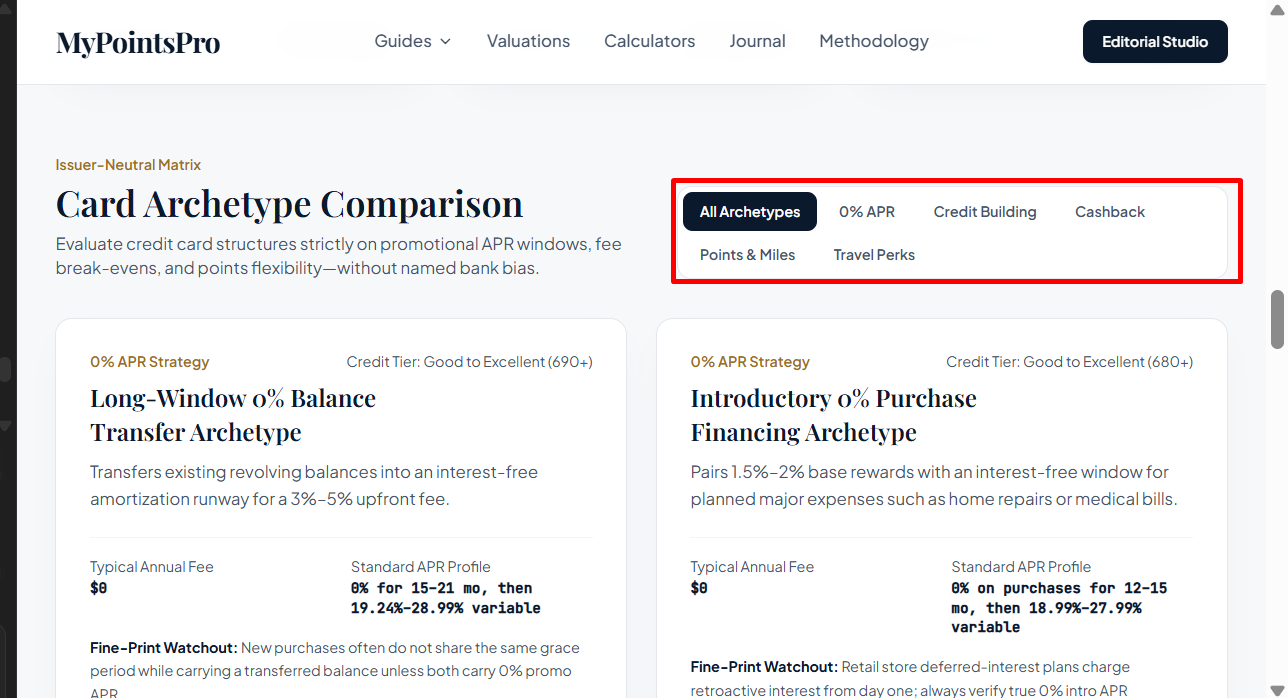 MyPointsPro
Guides
Valuations
Calculators
Journal
Methodology
Editorial Studio
Issuer-Neutral Matrix
Card Archetype Comparison
Evaluate credit card structures strictly on promotional APR windows, fee
break-evens, and points flexibility—without named bank bias.
All Archetypes
0% APR
Credit Building
Cashback
Points & Miles
Travel Perks
0% APR Strategy
Credit Tier: Good to Excellent (690+)
Long-Window 0% Balance
Transfer Archetype
Transfers existing revolving balances into an interest-free
amortization runway for a 3%–5% upfront fee.
Typical Annual Fee
$0
Standard APR Profile
0% for 15–21 mo, then
19.24%–28.99% variable
Fine-Print Watchout: New purchases often do not share the same grace
period while carrying a transferred balance unless both carry 0% promo
APR.
0% APR Strategy
Credit Tier: Good to Excellent (680+)
Introductory 0% Purchase
Financing Archetype
Pairs 1.5%–2% base rewards with an interest-free window for
planned major expenses such as home repairs or medical bills.
Typical Annual Fee
$0
Standard APR Profile
0% on purchases for 12–15
mo, then 18.99%–27.99%
variable
Fine-Print Watchout: Retail store deferred-interest plans charge
retroactive interest from day one; always verify true 0% intro APR